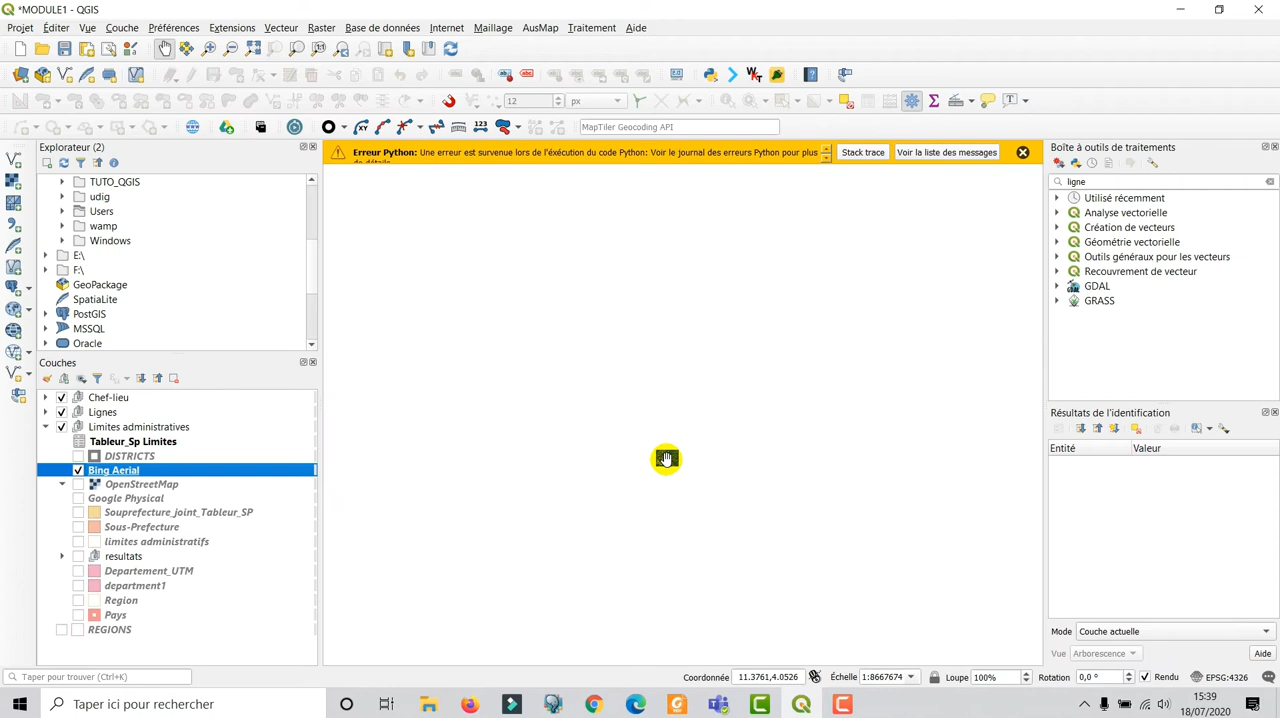 *MODULE1 - QGIS
Projet Éditer Vue Couche Préférences Extensions Vecteur Raster Base de données Internet Maillage AusMap Traitement Aide
12 px
MapTiler Geocoding API
Explorateur (2)
TUTO_QGIS
udig
Users
wamp
Windows
E:\
F:\
GeoPackage
SpatiaLite
PostGIS
MSSQL
Oracle
Erreur Python: Une erreur est survenue lors de l'éxécution du code Python: Voir le journal des erreurs Python pour plus
de détails
Stack trace
Voir la liste des messages
Couches
Chef-lieu
Lignes
Limites administratives
Tableur_Sp Limites
DISTRICTS
Bing Aerial
OpenStreetMap
Google Physical
Souprefecture_joint_Tableur_SP
Sous-Prefecture
limites administratifs
resultats
Departement_UTM
department1
Region
Pays
REGIONS
Boîte à outils de traitements
ligne
Utilisé récemment
Analyse vectorielle
Création de vecteurs
Géométrie vectorielle
Outils généraux pour les vecteurs
Recouvrement de vecteur
GDAL
GRASS
Résultats de l'identification
Entité Valeur
Mode Couche actuelle
Vue Arborescence Aide
Taper pour trouver (Ctrl+K)
Coordonnée 11.3761,4.0526 Échelle 1:8667674 Loupe 100% Rotation 0,0 ° Rendu EPSG:4326
Taper ici pour rechercher
15:39
18/07/2020